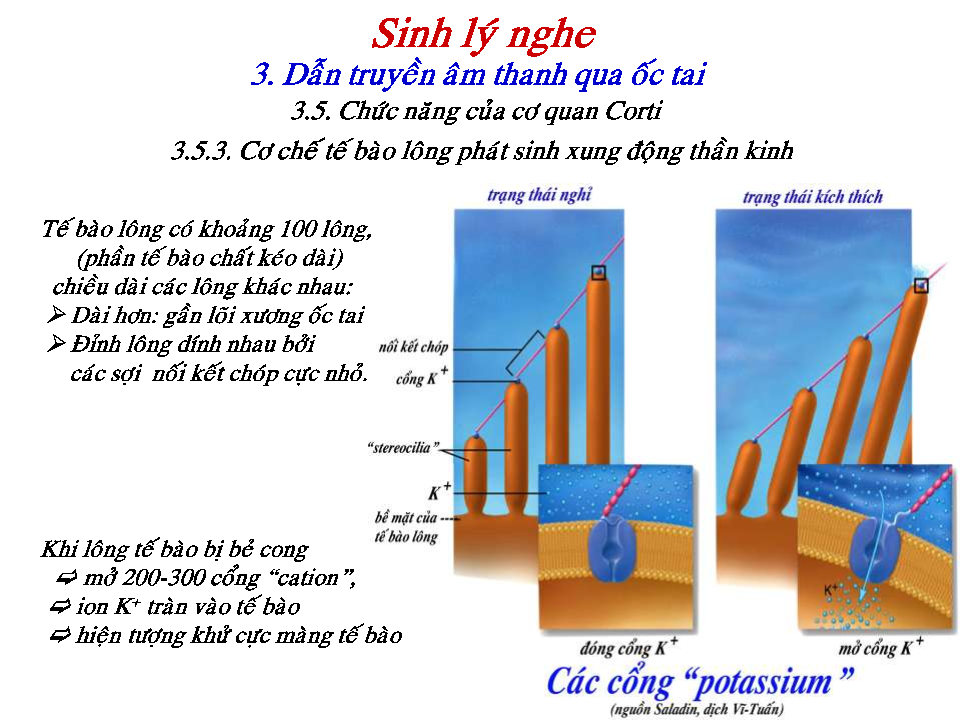 Sinh lý nghe
3. Dẫn truyền âm thanh qua ốc tai
3.5. Chức năng của cơ quan Corti
3.5.3. Cơ chế tế bào lông phát sinh xung động thần kinh
Tế bào lông có khoảng 100 lông,
(phần tế bào chất kéo dài)
chiều dài các lông khác nhau:
➢ Dài hơn: gần lõi xương ốc tai
➢ Đỉnh lông dính nhau bởi
các sợi nối kết chóp cực nhỏ.
Khi lông tế bào bị bẻ cong
➯ mở 200-300 cổng “cation”,
➯ ion K⁺ tràn vào tế bào
➯ hiện tượng khử cực màng tế bào
trạng thái nghỉ
trạng thái kích thích
nối kết chóp
cổng K⁺
“stereocilia”
K⁺
bề mặt của
tế bào lông
K⁺
đóng cổng K⁺
mở cổng K⁺
Các cổng “potassium”
(nguồn Saladin, dịch Vĩ-Tuấn)